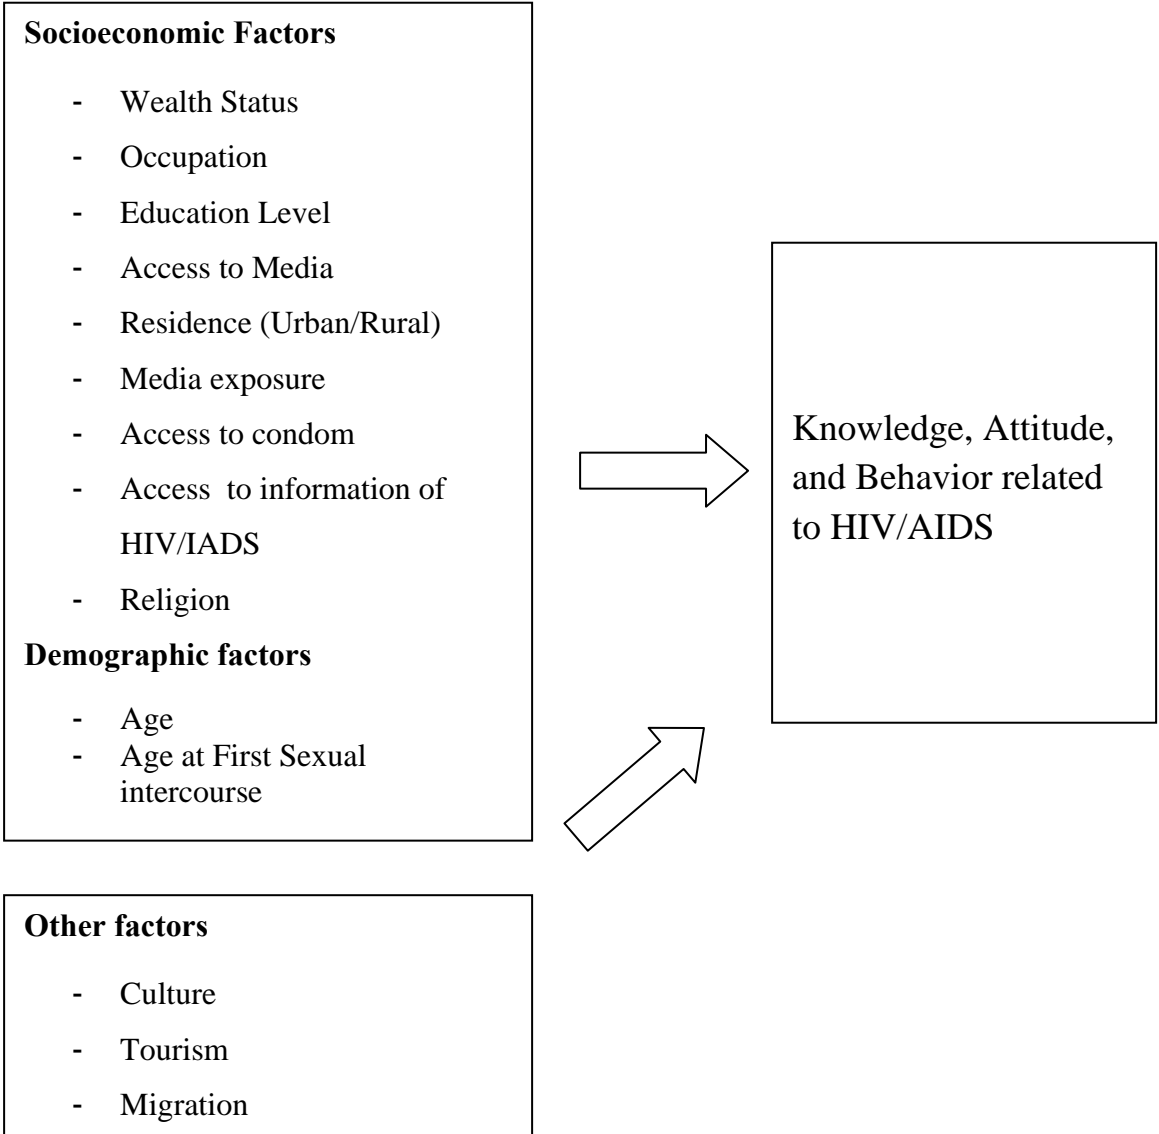 Socioeconomic Factors
- Wealth Status
- Occupation
- Education Level
- Access to Media
- Residence (Urban/Rural)
- Media exposure
- Access to condom
- Access to information of
HIV/IADS
- Religion
Demographic factors
- Age
- Age at First Sexual
intercourse
Knowledge, Attitude,
and Behavior related
to HIV/AIDS
Other factors
- Culture
- Tourism
- Migration